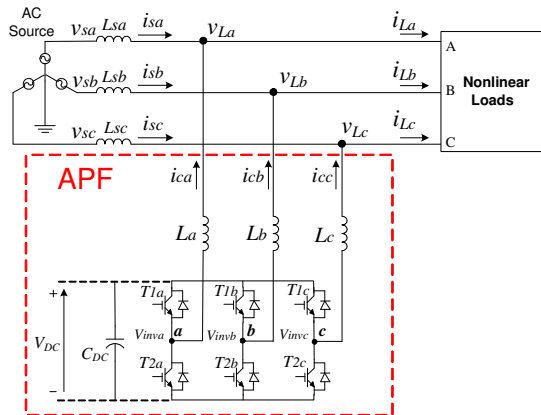 AC
Source
vsa Lsa isa vLa iLa
A
vsb Lsb isb vLb iLb
B
Nonlinear
Loads
vsc Lsc isc vLc iLc
C
APF
ica icb icc
La Lb Lc
T1a T1b T1c
+
VDC
−
CDC
Vinva a Vinvb b Vinvc c
T2a T2b T2c